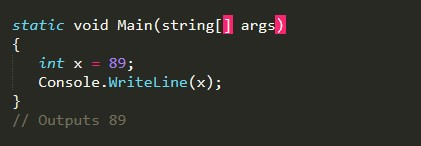 static void Main(string[] args)
{
int x = 89;
Console.WriteLine(x);
}
// Outputs 89